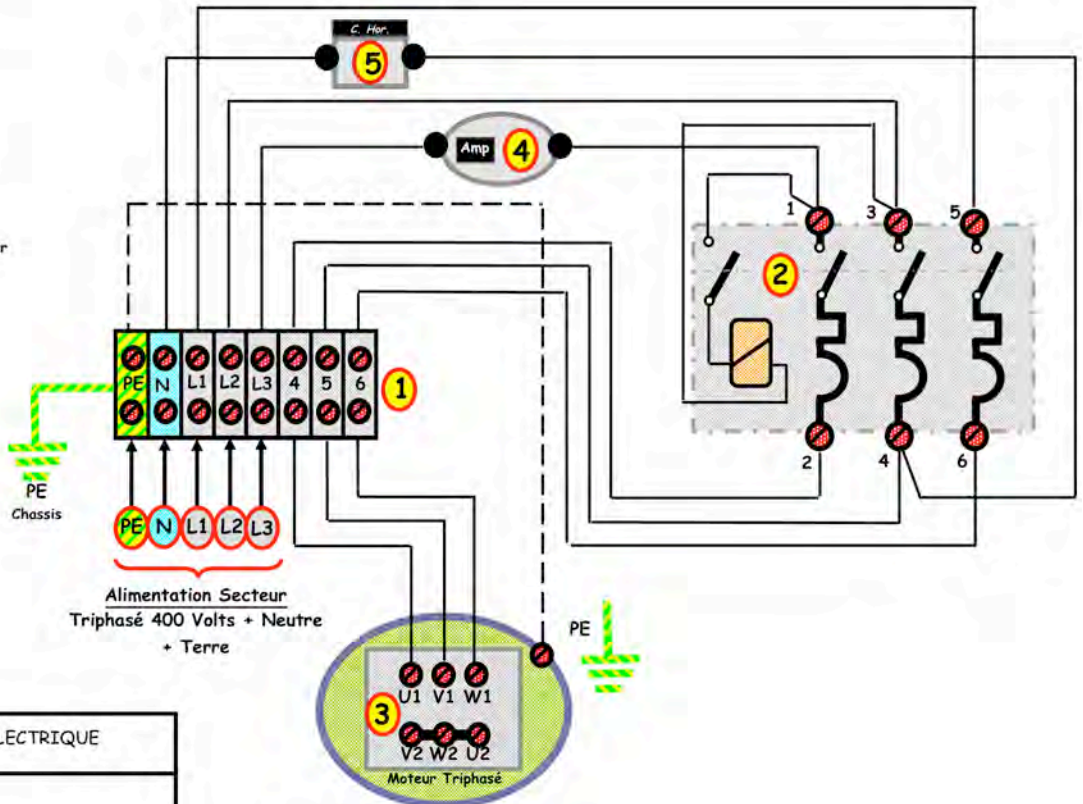 C. Hor.
5
Amp 4
1 3 5
2
r
PE N L1 L2 L3 4 5 6
1
2 4 6
PE
Chassis
PE N L1 L2 L3
Alimentation Secteur
Triphasé 400 Volts + Neutre
+ Terre
PE
U1 V1 W1
3
V2 W2 U2
Moteur Triphasé
LECTRIQUE